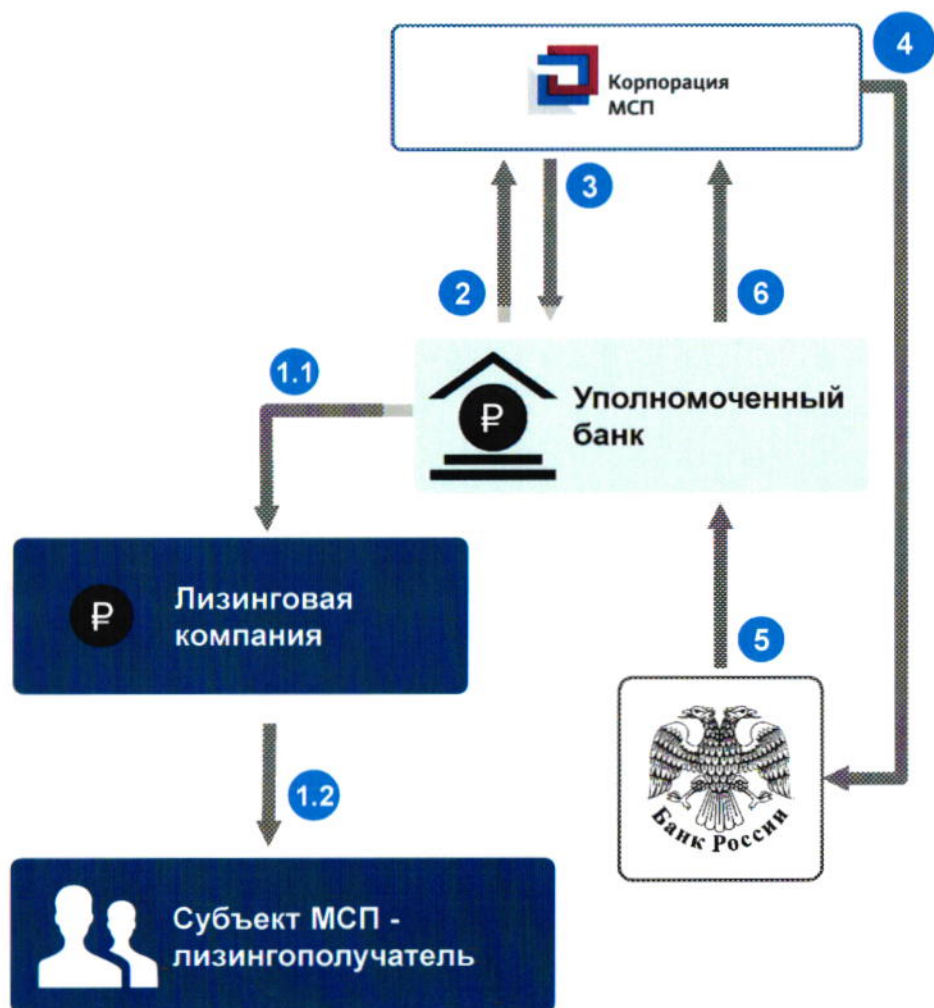 4
Корпорация
МСП
3
2
6
1.1
₽
Уполномоченный
банк
₽
Лизинговая
компания
5
1.2
Банк России
Субъект МСП -
лизингополучатель